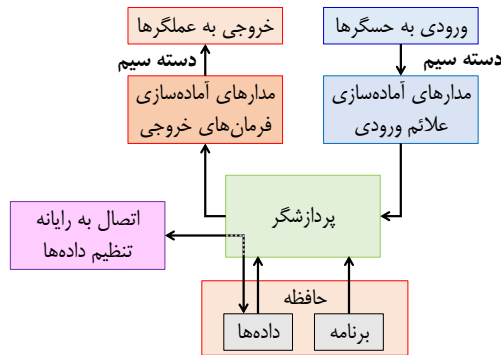 ورودی به حسگرها
خروجی به عملگرها
دسته سیم
دسته سیم
مدارهای آماده‌سازی
علائم ورودی
مدارهای آماده‌سازی
فرمان‌های خروجی
پردازشگر
اتصال به رایانه
تنظیم داده‌ها
حافظه
برنامه
داده‌ها